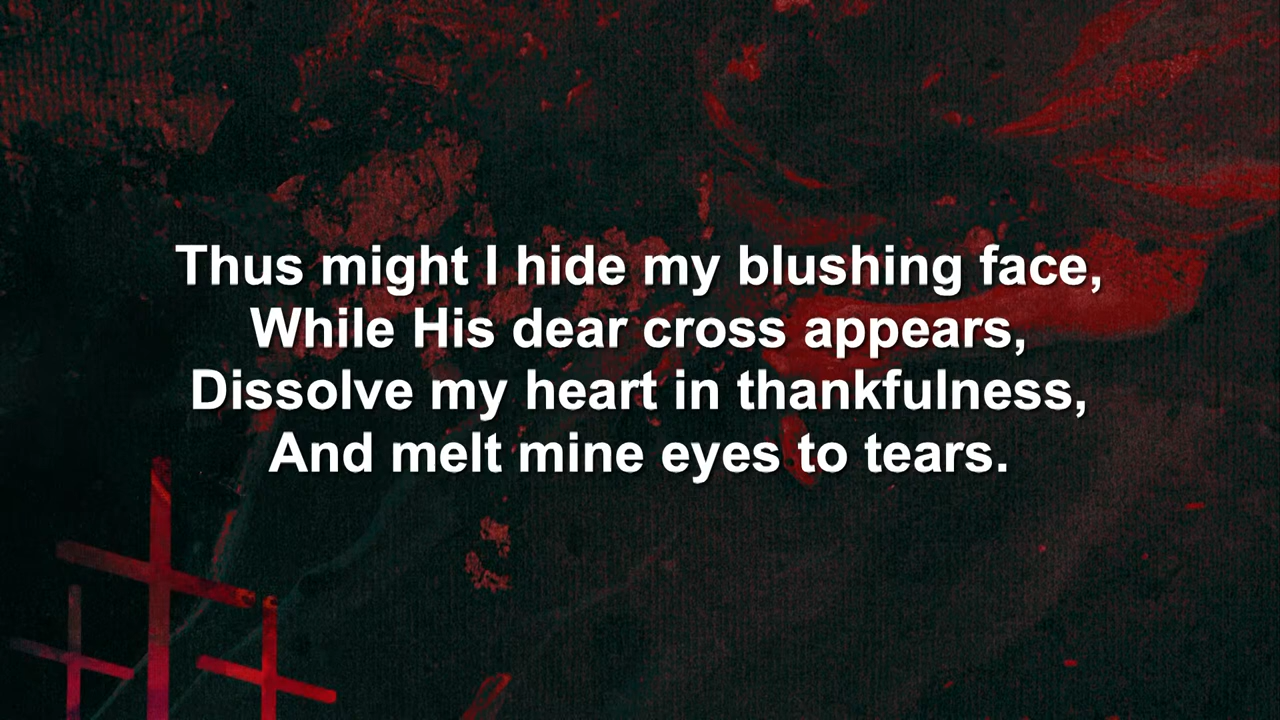 Thus might I hide my blushing face,
While His dear cross appears,
Dissolve my heart in thankfulness,
And melt mine eyes to tears.